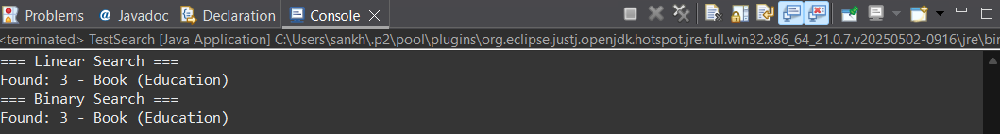 Problems @ Javadoc Declaration Console
<terminated> TestSearch [Java Application] C:\Users\sankh\.p2\pool\plugins\org.eclipse.justj.openjdk.hotspot.jre.full.win32.x86_64_21.0.7.v20250502-0916\jre\bin
=== Linear Search ===
Found: 3 - Book (Education)
=== Binary Search ===
Found: 3 - Book (Education)